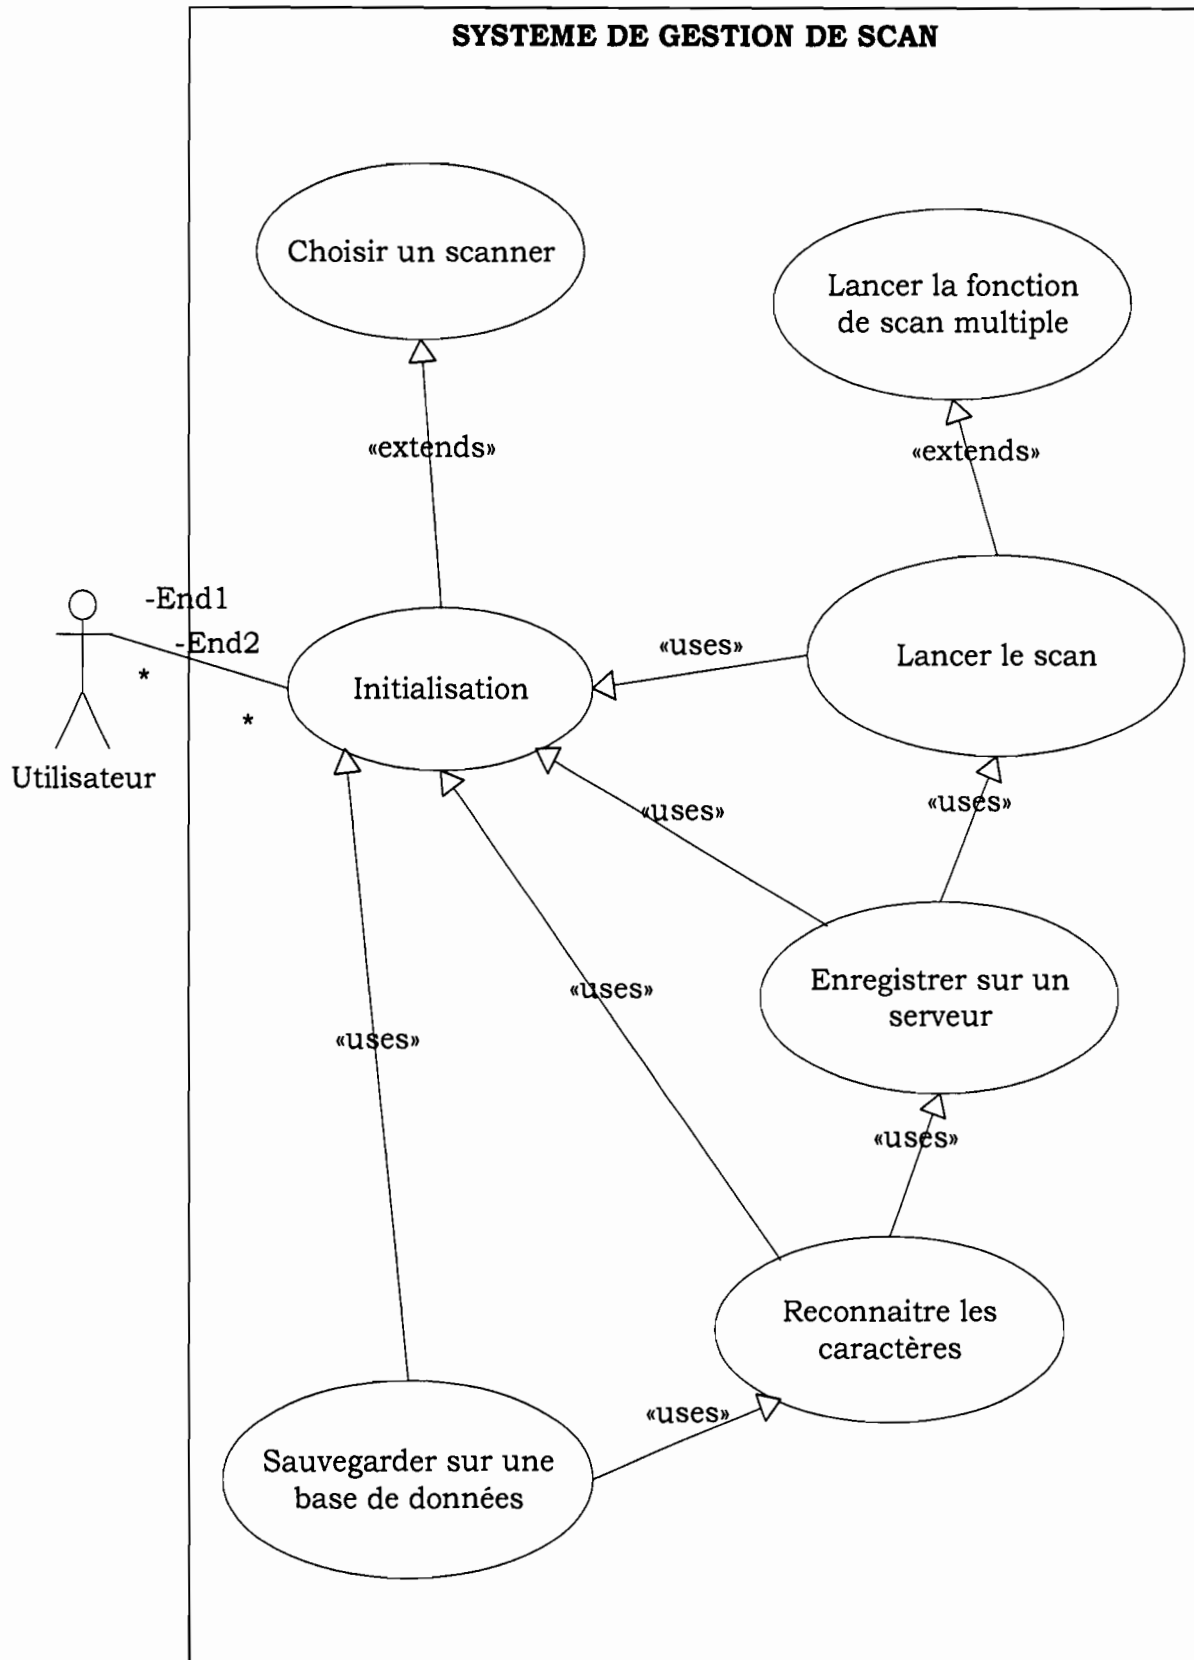 SYSTEME DE GESTION DE SCAN
Choisir un scanner
Lancer la fonction
de scan multiple
«extends»
«extends»
-End1
-End2
*
*
Utilisateur
Initialisation
«uses»
Lancer le scan
«uses»
«uses»
Enregistrer sur un
serveur
«uses»
«uses»
«uses»
Reconnaitre les
caractères
«uses»
Sauvegarder sur une
base de données